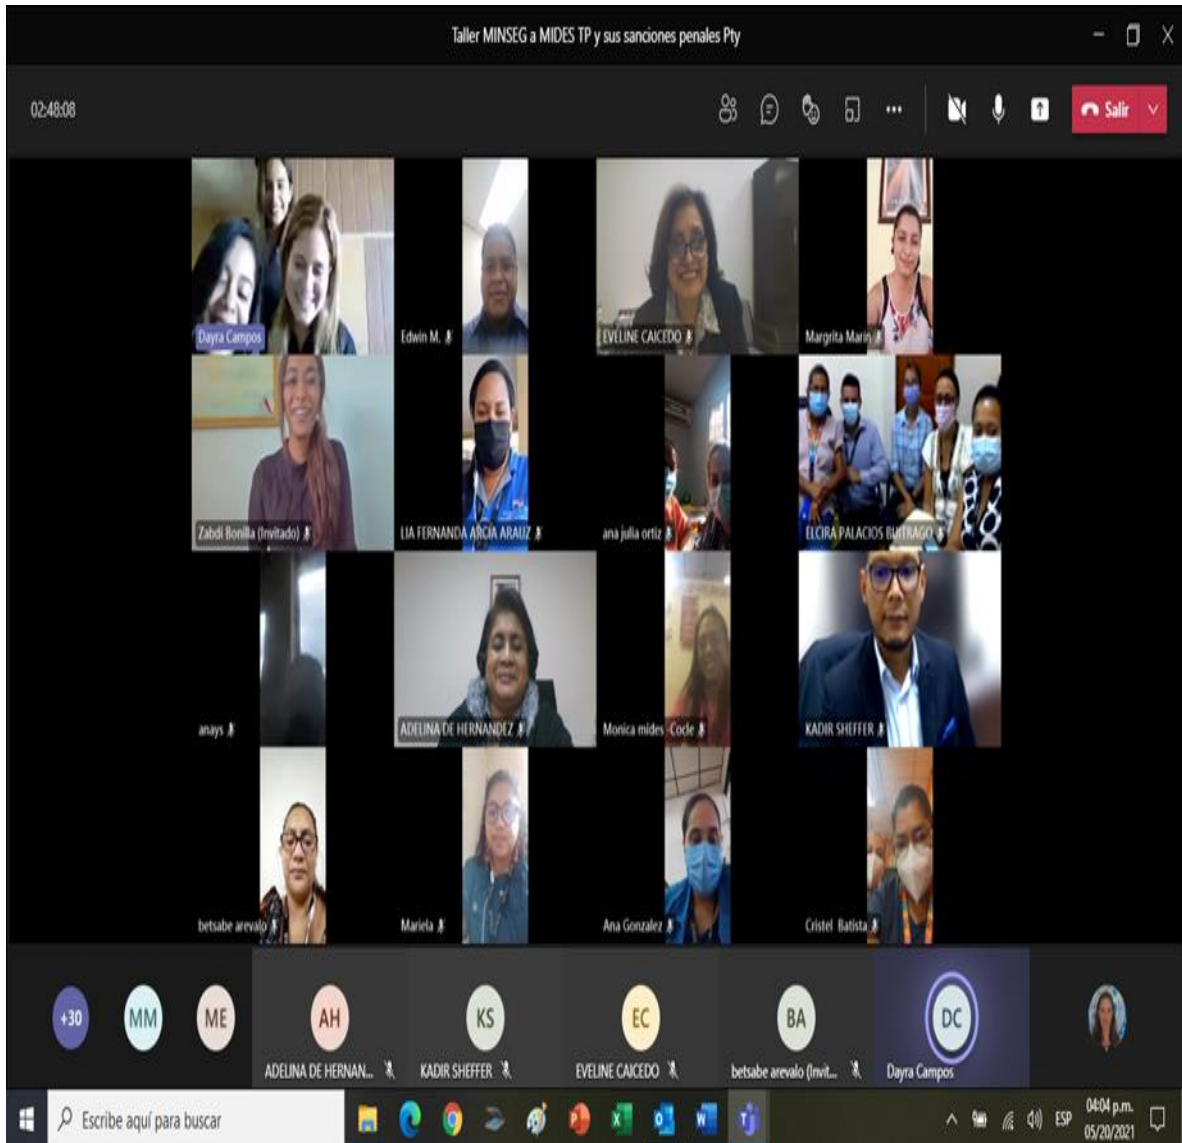 Taller MINSEG a MIDES TP y sus sanciones penales Pty
02:48:08
Salir
Dayra Campos
Edwin M.
EVELINE CAICEDO
Margrita Marin
Zabdi Bonilla (Invitado)
LIA FERNANDA ARCIA ARAUZ
ana julia ortiz
ELCIRA PALACIOS BUITRAGO
anays
ADELINA DE HERNANDEZ
Monica mides -Cocle
KADIR SHEFFER
betsabe arevalo
Mariela
Ana Gonzalez
Cristel Batista
+30
MM
ME
AH
KS
EC
BA
DC
ADELINA DE HERNAN...
KADIR SHEFFER
EVELINE CAICEDO
betsabe arevalo (Invit...
Dayra Campos
Escribe aquí para buscar
ESP
04:04 p.m.
05/20/2021